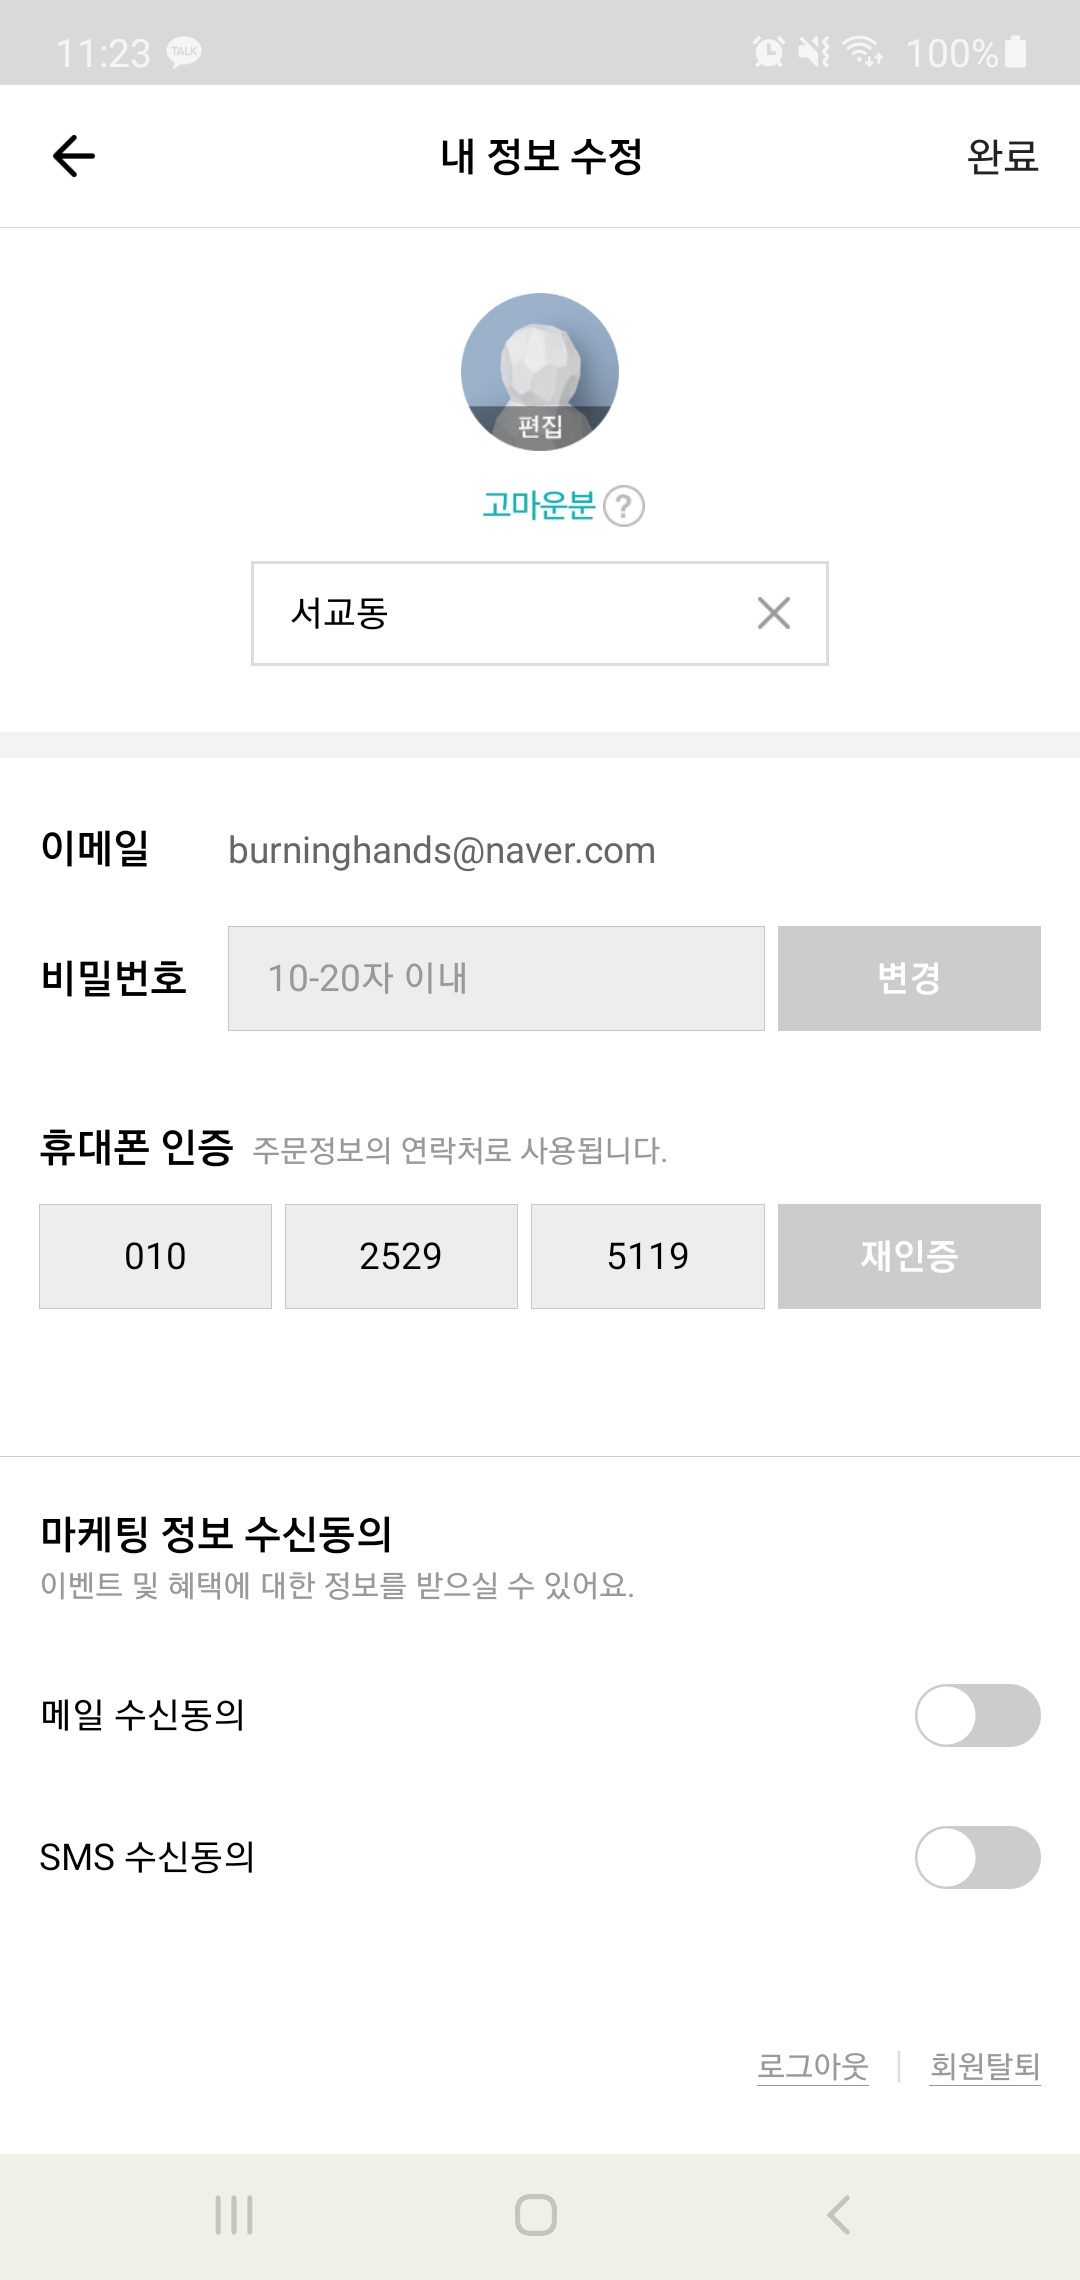 11:23 TALK 100%
내 정보 수정 완료
편집
고마운분 ?
서교동
이메일 burninghands@naver.com
비밀번호 10-20자 이내 변경
휴대폰 인증 주문정보의 연락처로 사용됩니다.
010 2529 5119 재인증
마케팅 정보 수신동의
이벤트 및 혜택에 대한 정보를 받으실 수 있어요.
메일 수신동의
SMS 수신동의
로그아웃 | 회원탈퇴